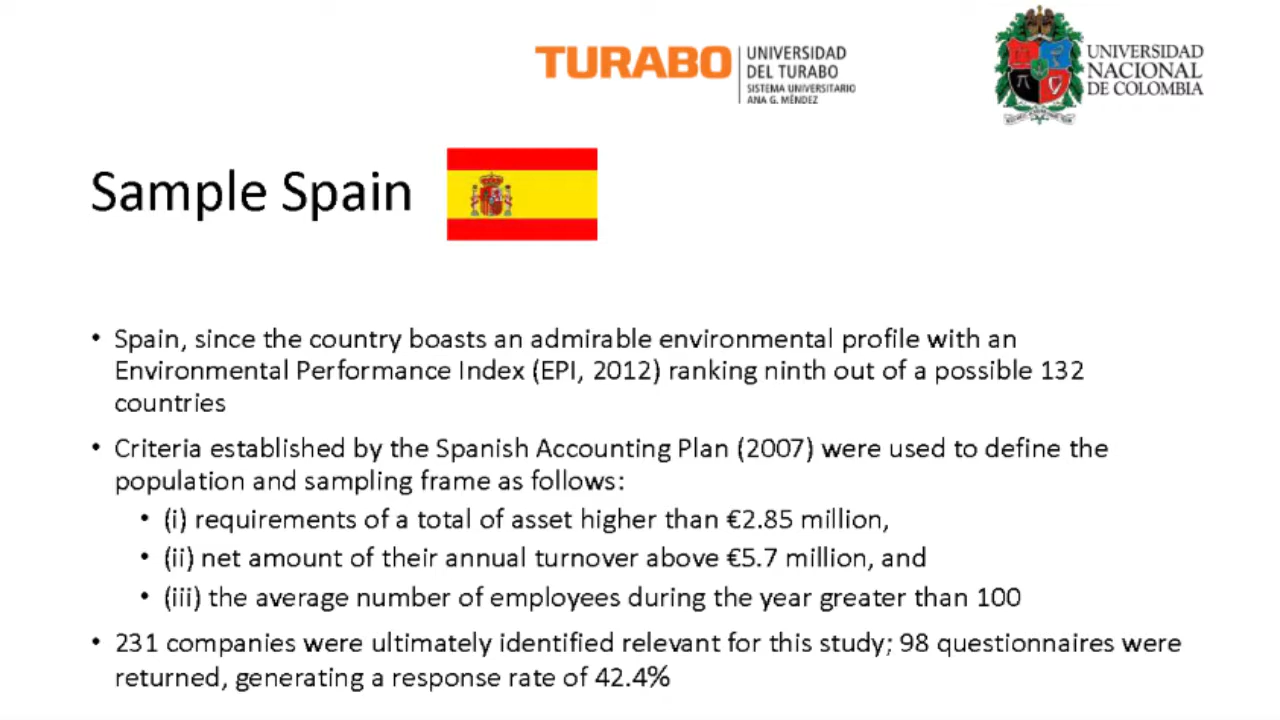 TURABO
UNIVERSIDAD
DEL TURABO
SISTEMA UNIVERSITARIO
ANA G. MÉNDEZ
UNIVERSIDAD
NACIONAL
DE COLOMBIA
Sample Spain
• Spain, since the country boasts an admirable environmental profile with an
Environmental Performance Index (EPI, 2012) ranking ninth out of a possible 132
countries
• Criteria established by the Spanish Accounting Plan (2007) were used to define the
population and sampling frame as follows:
• (i) requirements of a total of asset higher than €2.85 million,
• (ii) net amount of their annual turnover above €5.7 million, and
• (iii) the average number of employees during the year greater than 100
• 231 companies were ultimately identified relevant for this study; 98 questionnaires were
returned, generating a response rate of 42.4%